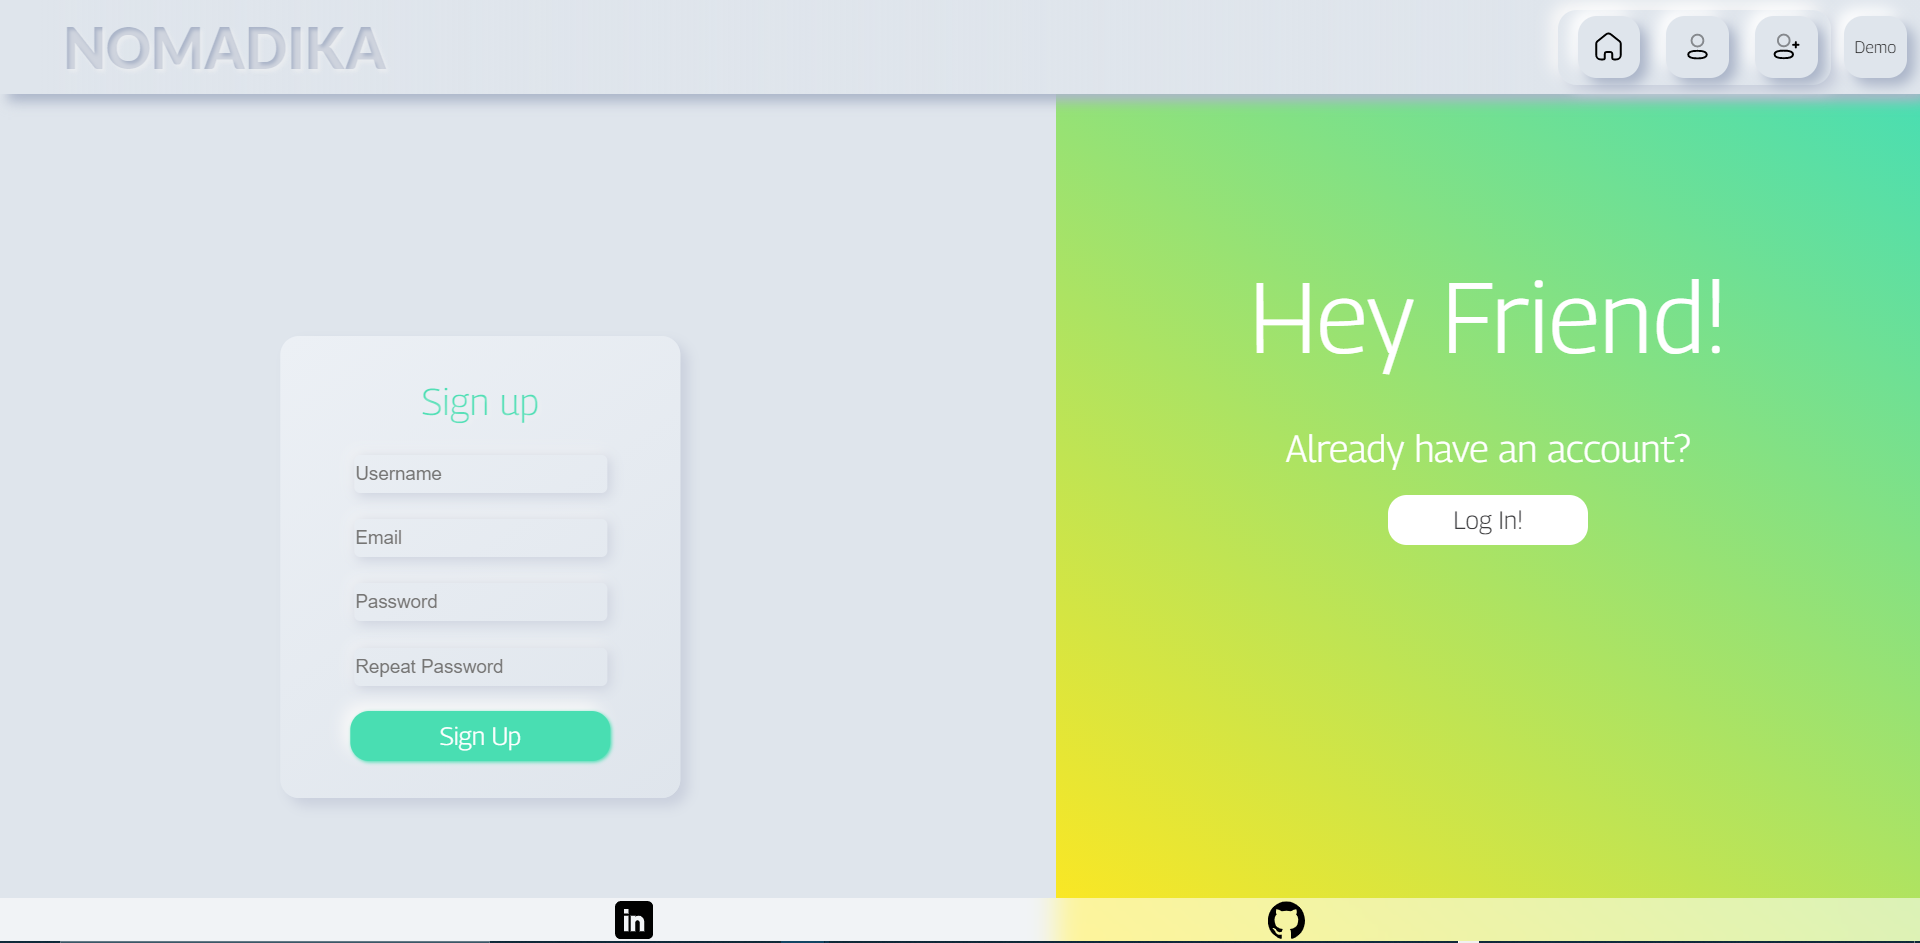 NOMADIKA
Demo
Hey Friend!
Sign up
Already have an account?
Username
Log In!
Email
Password
Repeat Password
Sign Up
in